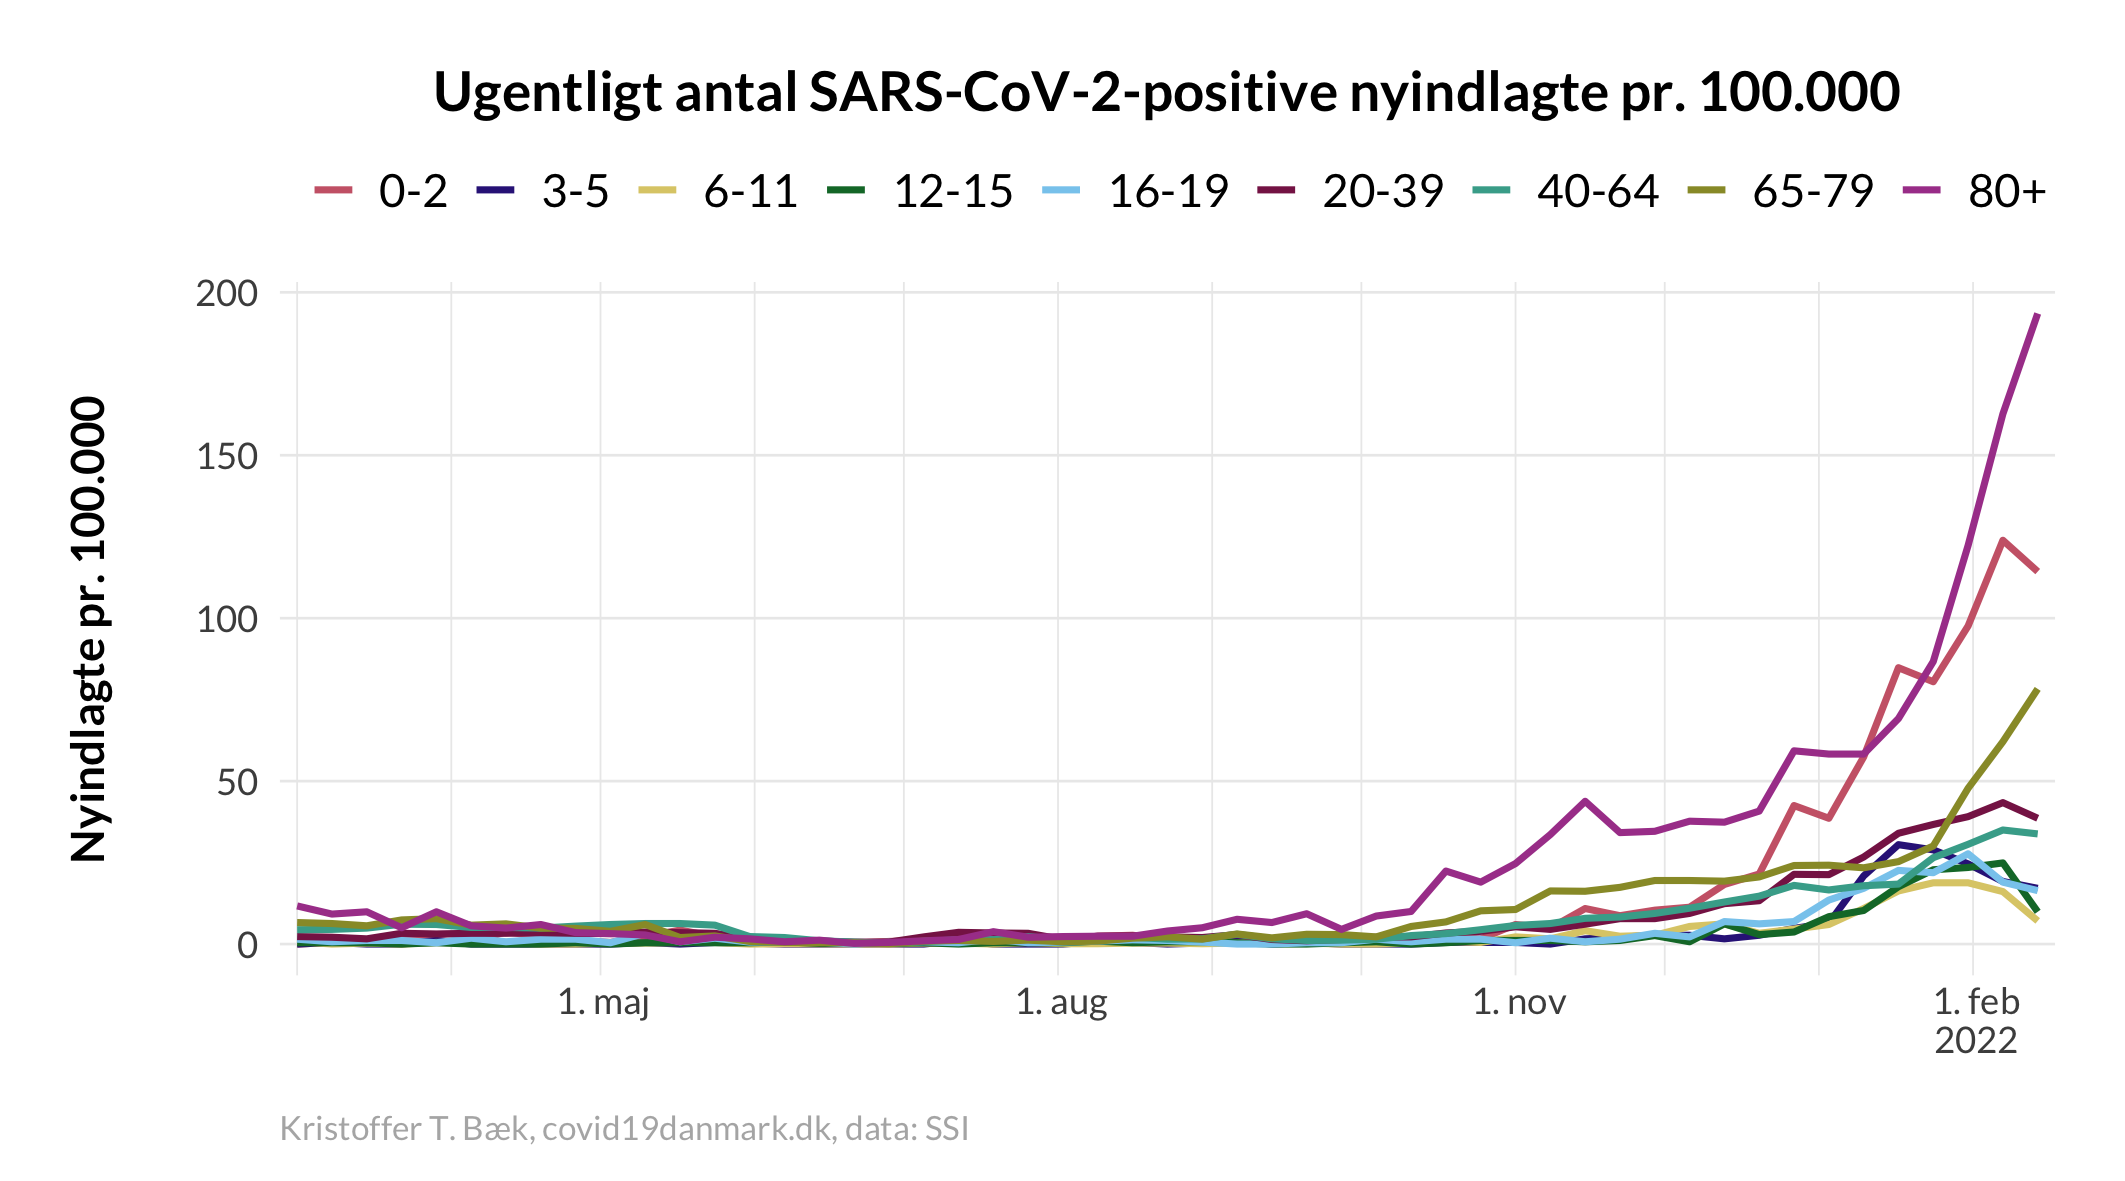 Ugentligt antal SARS-CoV-2-positive nyindlagte pr. 100.000
0-2 3-5 6-11 12-15 16-19 20-39 40-64 65-79 80+
Nyindlagte pr. 100.000
200
150
100
50
0
1. maj 1. aug 1. nov 1. feb
2022
Kristoffer T. Bæk, covid19danmark.dk, data: SSI